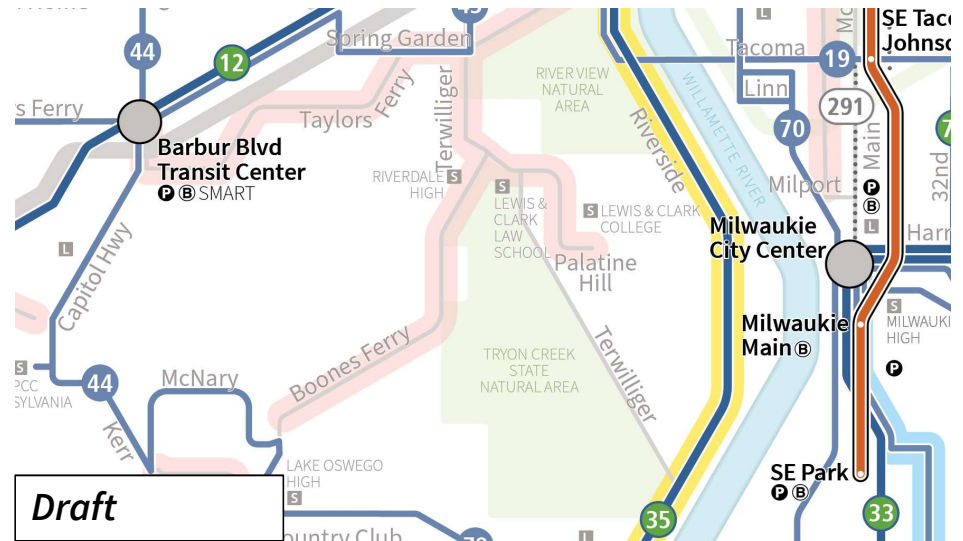 44
12
Spring Garden
s Ferry
Taylors
Ferry
Terwilliger
RIVER VIEW
NATURAL
AREA
Riverside
WILLAMETTE RIVER
Tacoma
19
Linn
291
L
SE Taco
Johnso
70
Main
32nd
Barbur Blvd
Transit Center
P B SMART
RIVERDALE
HIGH
S
S
LEWIS &
CLARK
LAW
SCHOOL
S LEWIS & CLARK
COLLEGE
Palatine
Hill
Milport
P
B
L
Milwaukie
City Center
Harr
L
Capitol Hwy
Milwaukie
Main B
S
MILWAUKI
HIGH
P
S
PCC
SYLVANIA
44
McNary
Boones Ferry
TRYON CREEK
STATE
NATURAL AREA
Terwilliger
Kerr
LAKE OSWEGO
HIGH
S
SE Park
P B
Draft
35
33
ountry Club
L